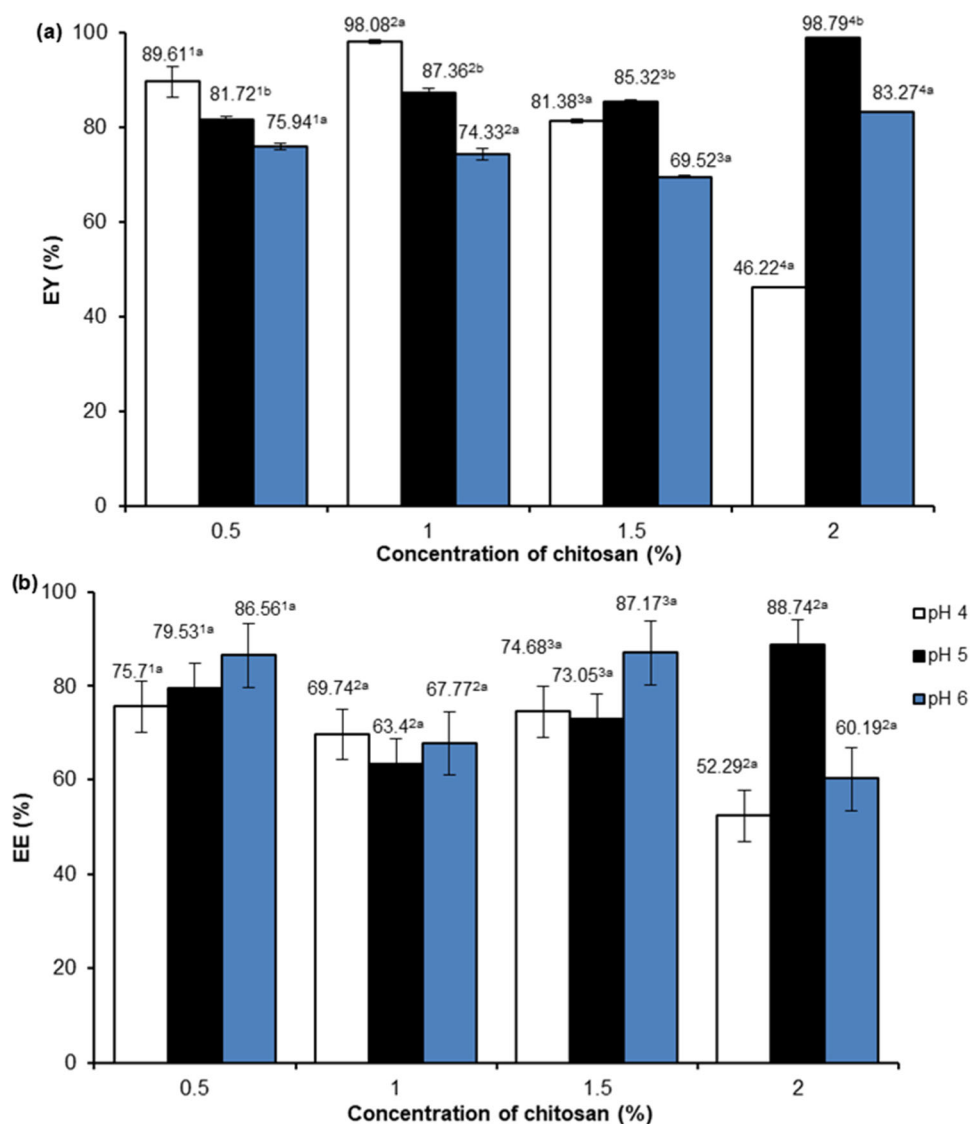 (a)
EY (%)
100
80
60
40
20
0
89.61¹ᵃ
81.72¹ᵇ
75.94¹ᵃ
98.08²ᵃ
87.36²ᵇ
74.33²ᵃ
81.38³ᵃ
85.32³ᵇ
69.52³ᵃ
46.22⁴ᵃ
98.79⁴ᵇ
83.27⁴ᵃ
0.5 1 1.5 2
Concentration of chitosan (%)
(b)
EE (%)
100
80
60
40
20
0
75.7¹ᵃ
79.53¹ᵃ
86.56¹ᵃ
69.74²ᵃ
63.4²ᵃ
67.77²ᵃ
74.68³ᵃ
73.05³ᵃ
87.17³ᵃ
52.29²ᵃ
88.74²ᵃ
60.19²ᵃ
pH 4
pH 5
pH 6
0.5 1 1.5 2
Concentration of chitosan (%)